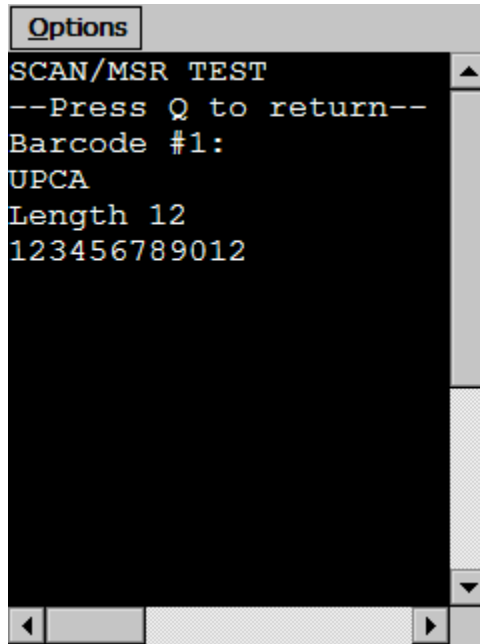 Options
SCAN/MSR TEST
--Press Q to return--
Barcode #1:
UPCA
Length 12
123456789012